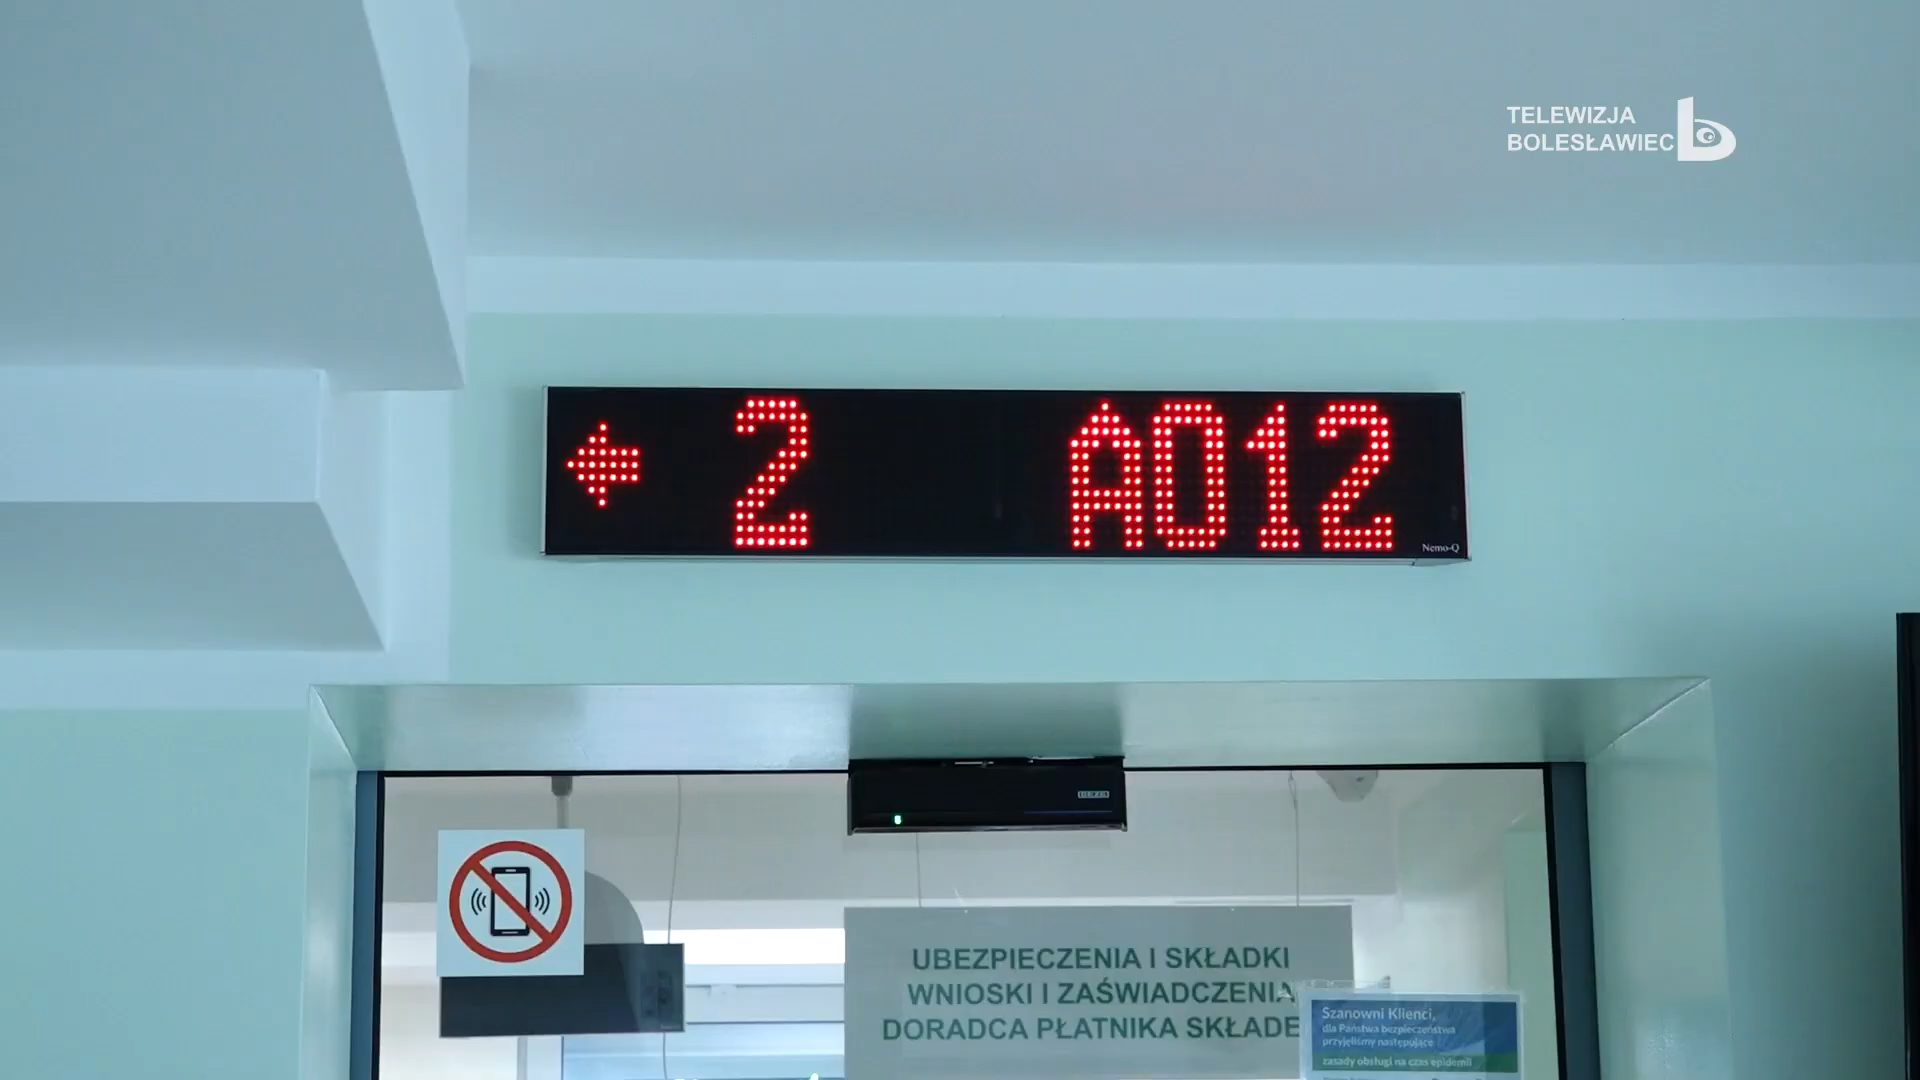 TELEWIZJA
BOLESŁAWIEC
2 A012
Nemo-Q
UBEZPIECZENIA I SKŁADKI
WNIOSKI I ZAŚWIADCZENIA
DORADCA PŁATNIKA SKŁADE
Szanowni Klienci,
dla Państwa bezpieczeństwa
przyjęliśmy następujące
zasady obsługi na czas epidemii